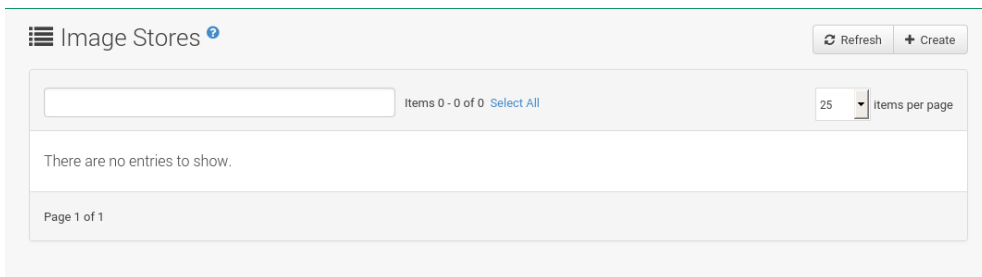 Image Stores ?
Refresh Create
Items 0 - 0 of 0 Select All 25 items per page
There are no entries to show.
Page 1 of 1